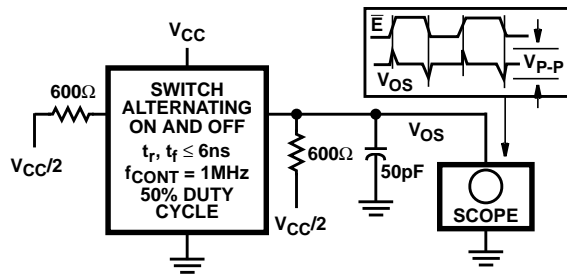 E
V_OS
V_P-P
V_CC
600Ω
V_CC/2
SWITCH
ALTERNATING
ON AND OFF
t_r, t_f ≤ 6ns
f_CONT = 1MHz
50% DUTY
CYCLE
600Ω
V_CC/2
50pF
V_OS
SCOPE